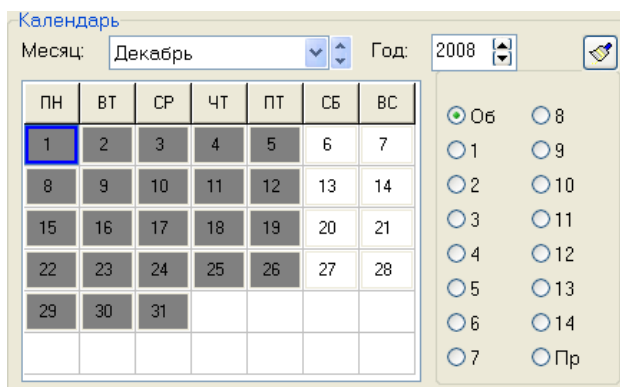 Календарь
Месяц: Декабрь Год: 2008
ПН ВТ СР ЧТ ПТ СБ ВС
1 2 3 4 5 6 7
8 9 10 11 12 13 14
15 16 17 18 19 20 21
22 23 24 25 26 27 28
29 30 31
Об 8
1 9
2 10
3 11
4 12
5 13
6 14
7 Пр